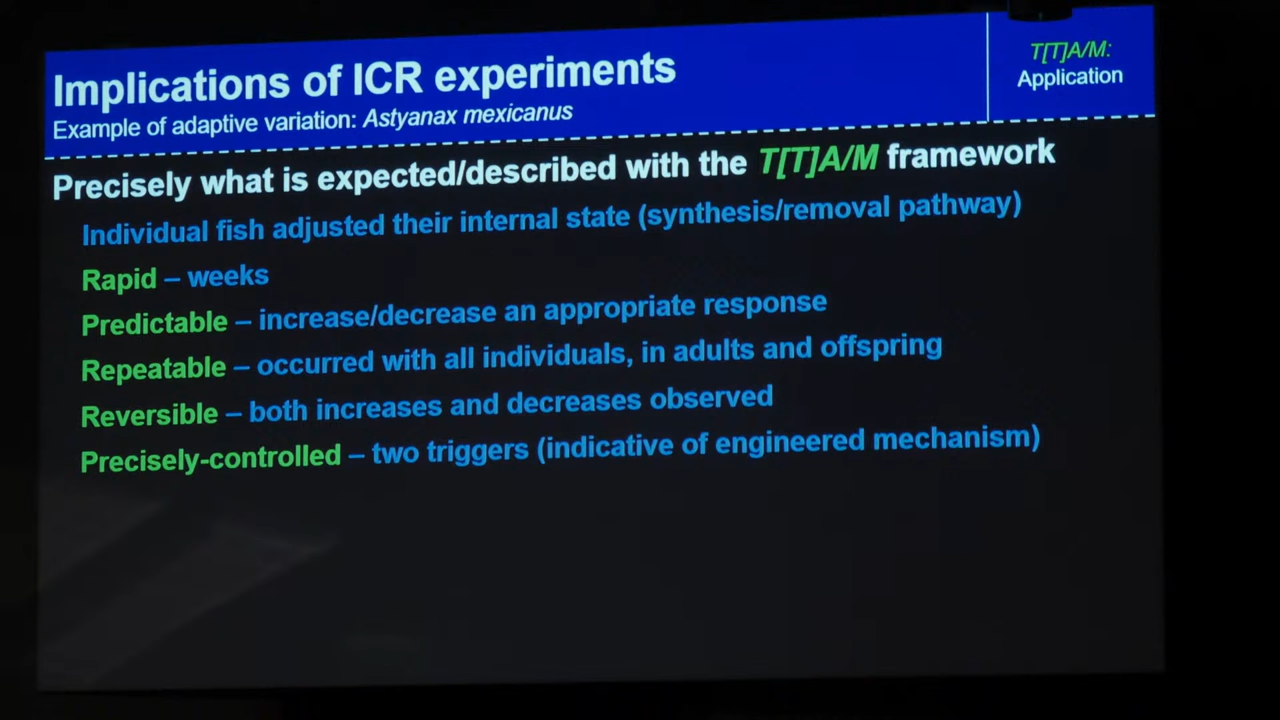 Implications of ICR experiments
Example of adaptive variation: Astyanax mexicanus
T[T]A/M:
Application
Precisely what is expected/described with the T[T]A/M framework
Individual fish adjusted their internal state (synthesis/removal pathway)
Rapid – weeks
Predictable – increase/decrease an appropriate response
Repeatable – occurred with all individuals, in adults and offspring
Reversible – both increases and decreases observed
Precisely-controlled – two triggers (indicative of engineered mechanism)